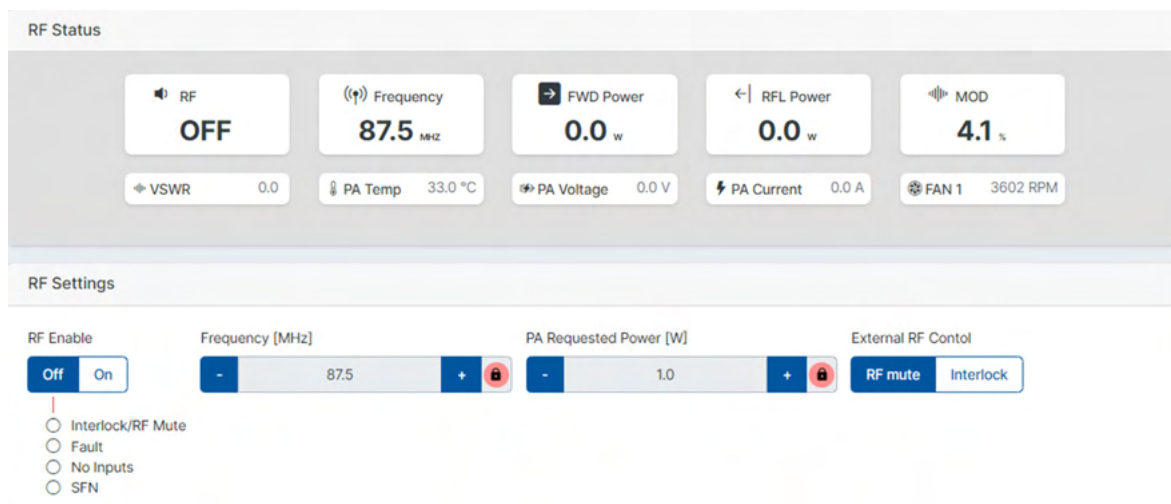 RF Status
RF
OFF
Frequency
87.5 MHZ
FWD Power
0.0 W
RFL Power
0.0 W
MOD
4.1 %
VSWR 0.0
PA Temp 33.0 °C
PA Voltage 0.0 V
PA Current 0.0 A
FAN 1 3602 RPM
RF Settings
RF Enable
Off On
Interlock/RF Mute
Fault
No Inputs
SFN
Frequency [MHz]
- 87.5 +
PA Requested Power [W]
- 1.0 +
External RF Contol
RF mute Interlock